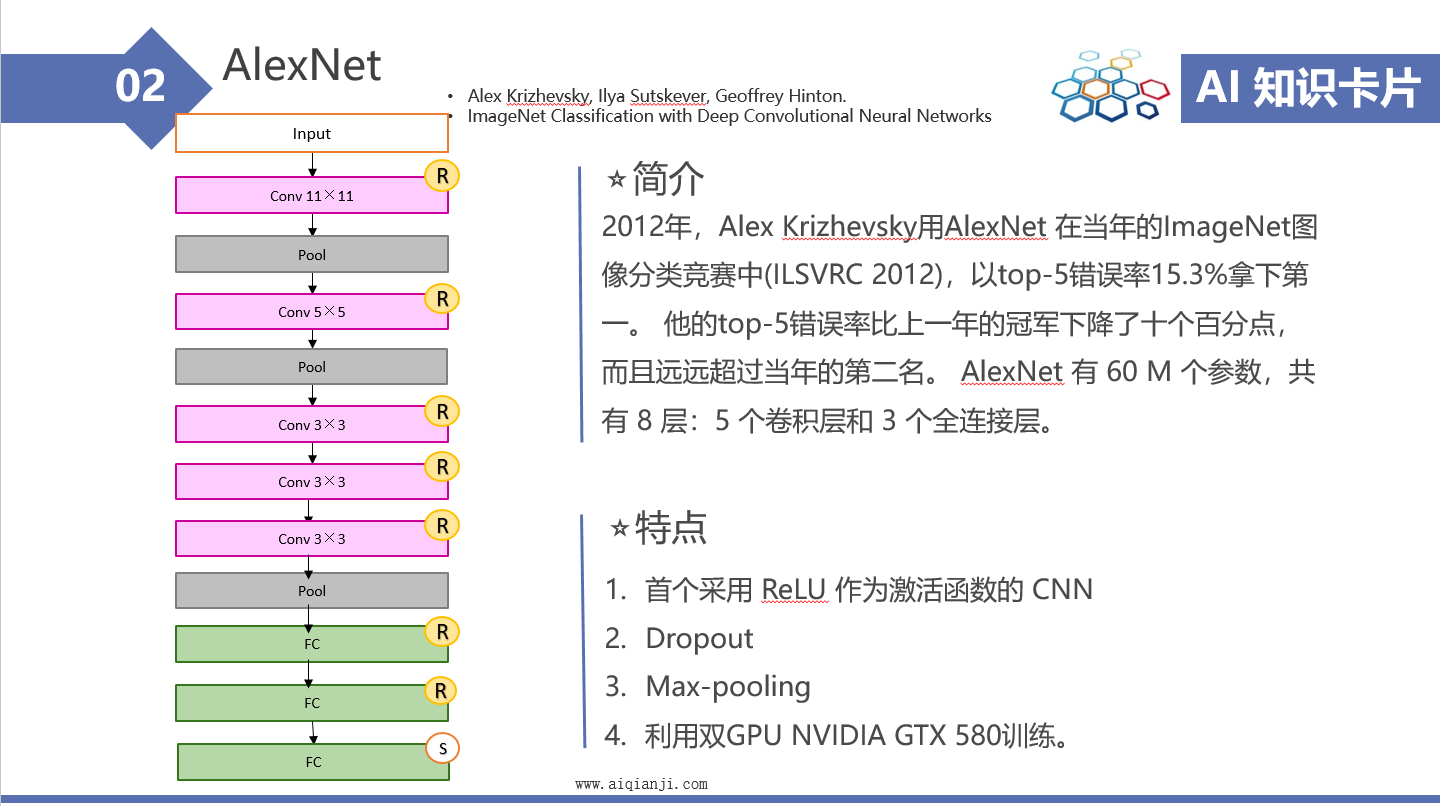 02
AlexNet
• Alex Krizhevsky, Ilya Sutskever, Geoffrey Hinton.
• ImageNet Classification with Deep Convolutional Neural Networks
AI 知识卡片
Input
R
Conv 11×11
Pool
R
Conv 5×5
Pool
R
Conv 3×3
R
Conv 3×3
R
Conv 3×3
Pool
R
FC
R
FC
S
FC
☆简介
2012年，Alex Krizhevsky用AlexNet 在当年的ImageNet图
像分类竞赛中(ILSVRC 2012)，以top-5错误率15.3%拿下第
一。 他的top-5错误率比上一年的冠军下降了十个百分点，
而且远远超过当年的第二名。 AlexNet 有 60 M 个参数，共
有 8 层：5 个卷积层和 3 个全连接层。
☆特点
1. 首个采用 ReLU 作为激活函数的 CNN
2. Dropout
3. Max-pooling
4. 利用双GPU NVIDIA GTX 580训练。
www.aiqianji.com